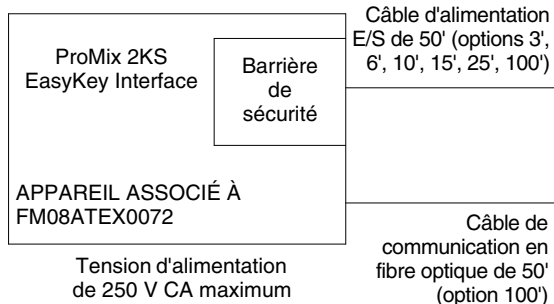 ProMix 2KS
EasyKey Interface
Barrière
de
sécurité
APPAREIL ASSOCIÉ À
FM08ATEX0072
Tension d'alimentation
de 250 V CA maximum
Câble d'alimentation
E/S de 50' (options 3',
6', 10', 15', 25', 100')
Câble de
communication en
fibre optique de 50'
(option 100')